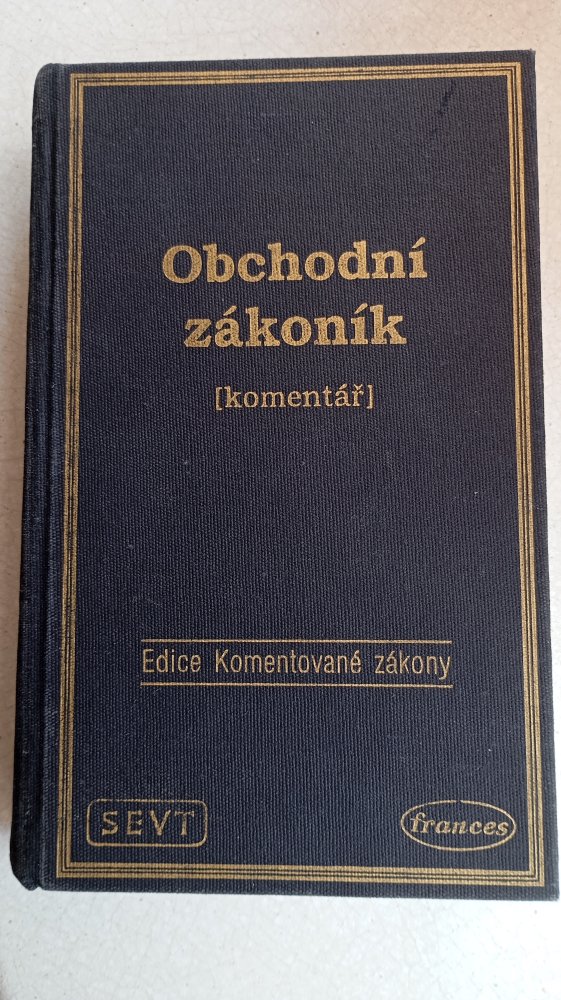 Obchodní
zákoník
[komentář]
Edice Komentované zákony
SEVT
frances